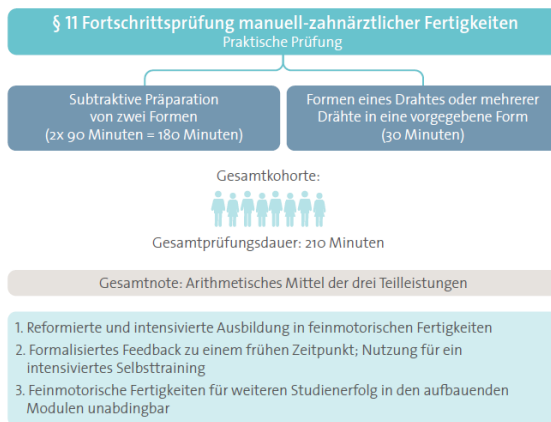 § 11 Fortschrittsprüfung manuell-zahnärztlicher Fertigkeiten
Praktische Prüfung
Subtraktive Präparation
von zwei Formen
(2x 90 Minuten = 180 Minuten)
Formen eines Drahtes oder mehrerer
Drähte in eine vorgegebene Form
(30 Minuten)
Gesamtkohorte:
Gesamtprüfungsdauer: 210 Minuten
Gesamtnote: Arithmetisches Mittel der drei Teilleistungen
1. Reformierte und intensivierte Ausbildung in feinmotorischen Fertigkeiten
2. Formalisiertes Feedback zu einem frühen Zeitpunkt; Nutzung für ein
intensiviertes Selbsttraining
3. Feinmotorische Fertigkeiten für weiteren Studienerfolg in den aufbauenden
Modulen unabdingbar